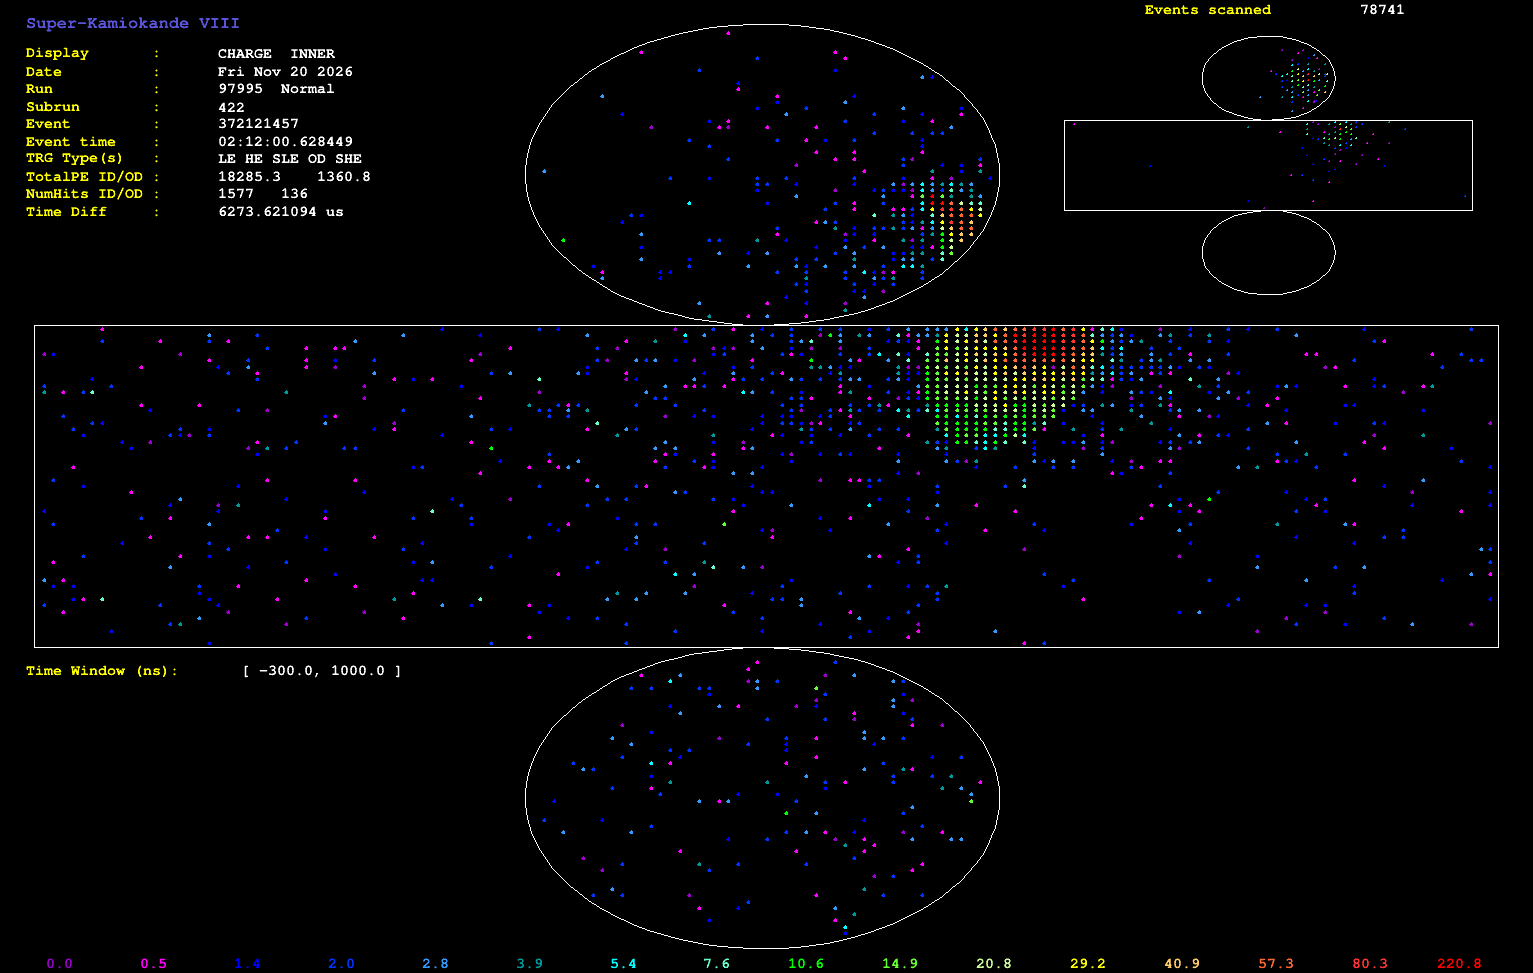 Super-Kamiokande VIII
Display : CHARGE INNER
Date : Fri Nov 20 2026
Run : 97995 Normal
Subrun : 422
Event : 372121457
Event time : 02:12:00.628449
TRG Type(s) : LE HE SLE OD SHE
TotalPE ID/OD : 18285.3 1360.8
NumHits ID/OD : 1577 136
Time Diff : 6273.621094 us
Events scanned 78741
Time Window (ns): [ -300.0, 1000.0 ]
0.0 0.5 1.4 2.0 2.8 3.9 5.4 7.6 10.6 14.9 20.8 29.2 40.9 57.3 80.3 220.8